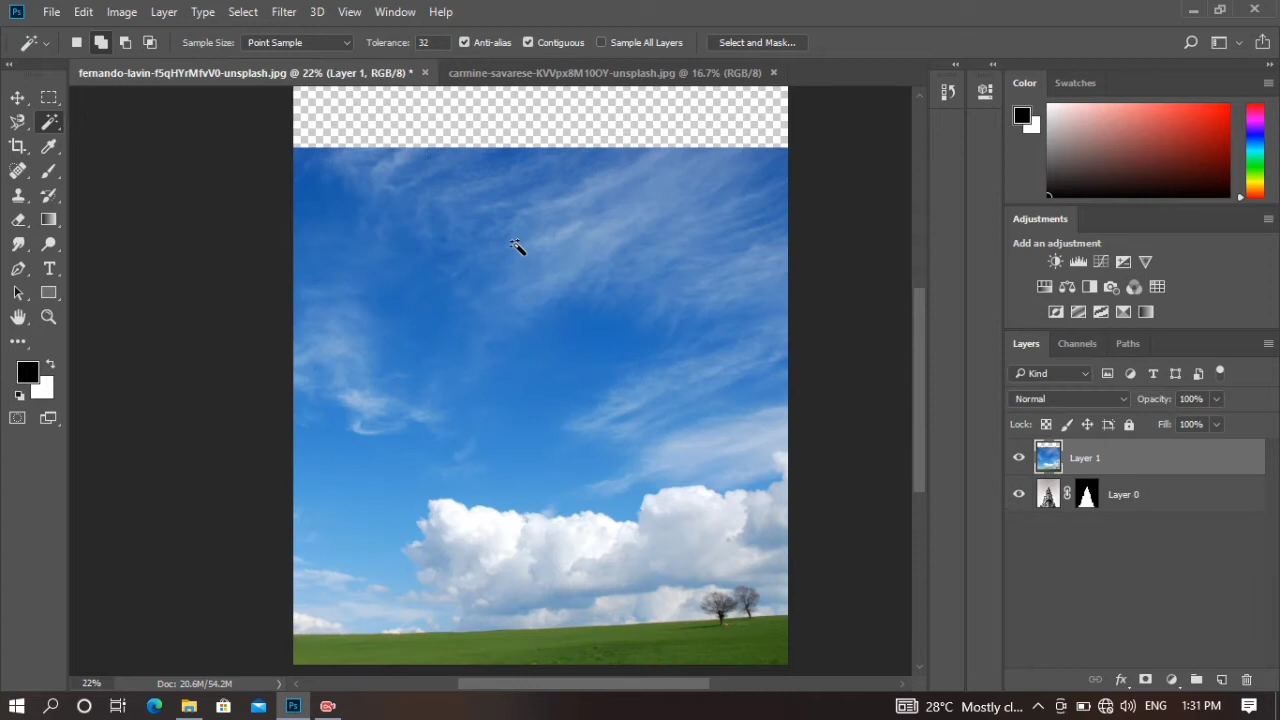 Ps File Edit Image Layer Type Select Filter 3D View Window Help
Sample Size: Point Sample Tolerance: 32 Anti-alias Contiguous Sample All Layers Select and Mask...
fernando-lavin-f5qHYrMfvV0-unsplash.jpg @ 22% (Layer 1, RGB/8) * carmine-savarese-KVVpx8M10OY-unsplash.jpg @ 16.7% (RGB/8)
Color Swatches
Adjustments
Add an adjustment
Layers Channels Paths
Kind
Normal Opacity: 100%
Lock: Fill: 100%
Layer 1
Layer 0
fx
22% Doc: 20.6M/54.2M
Ps 28°C Mostly cl... ENG 1:31 PM